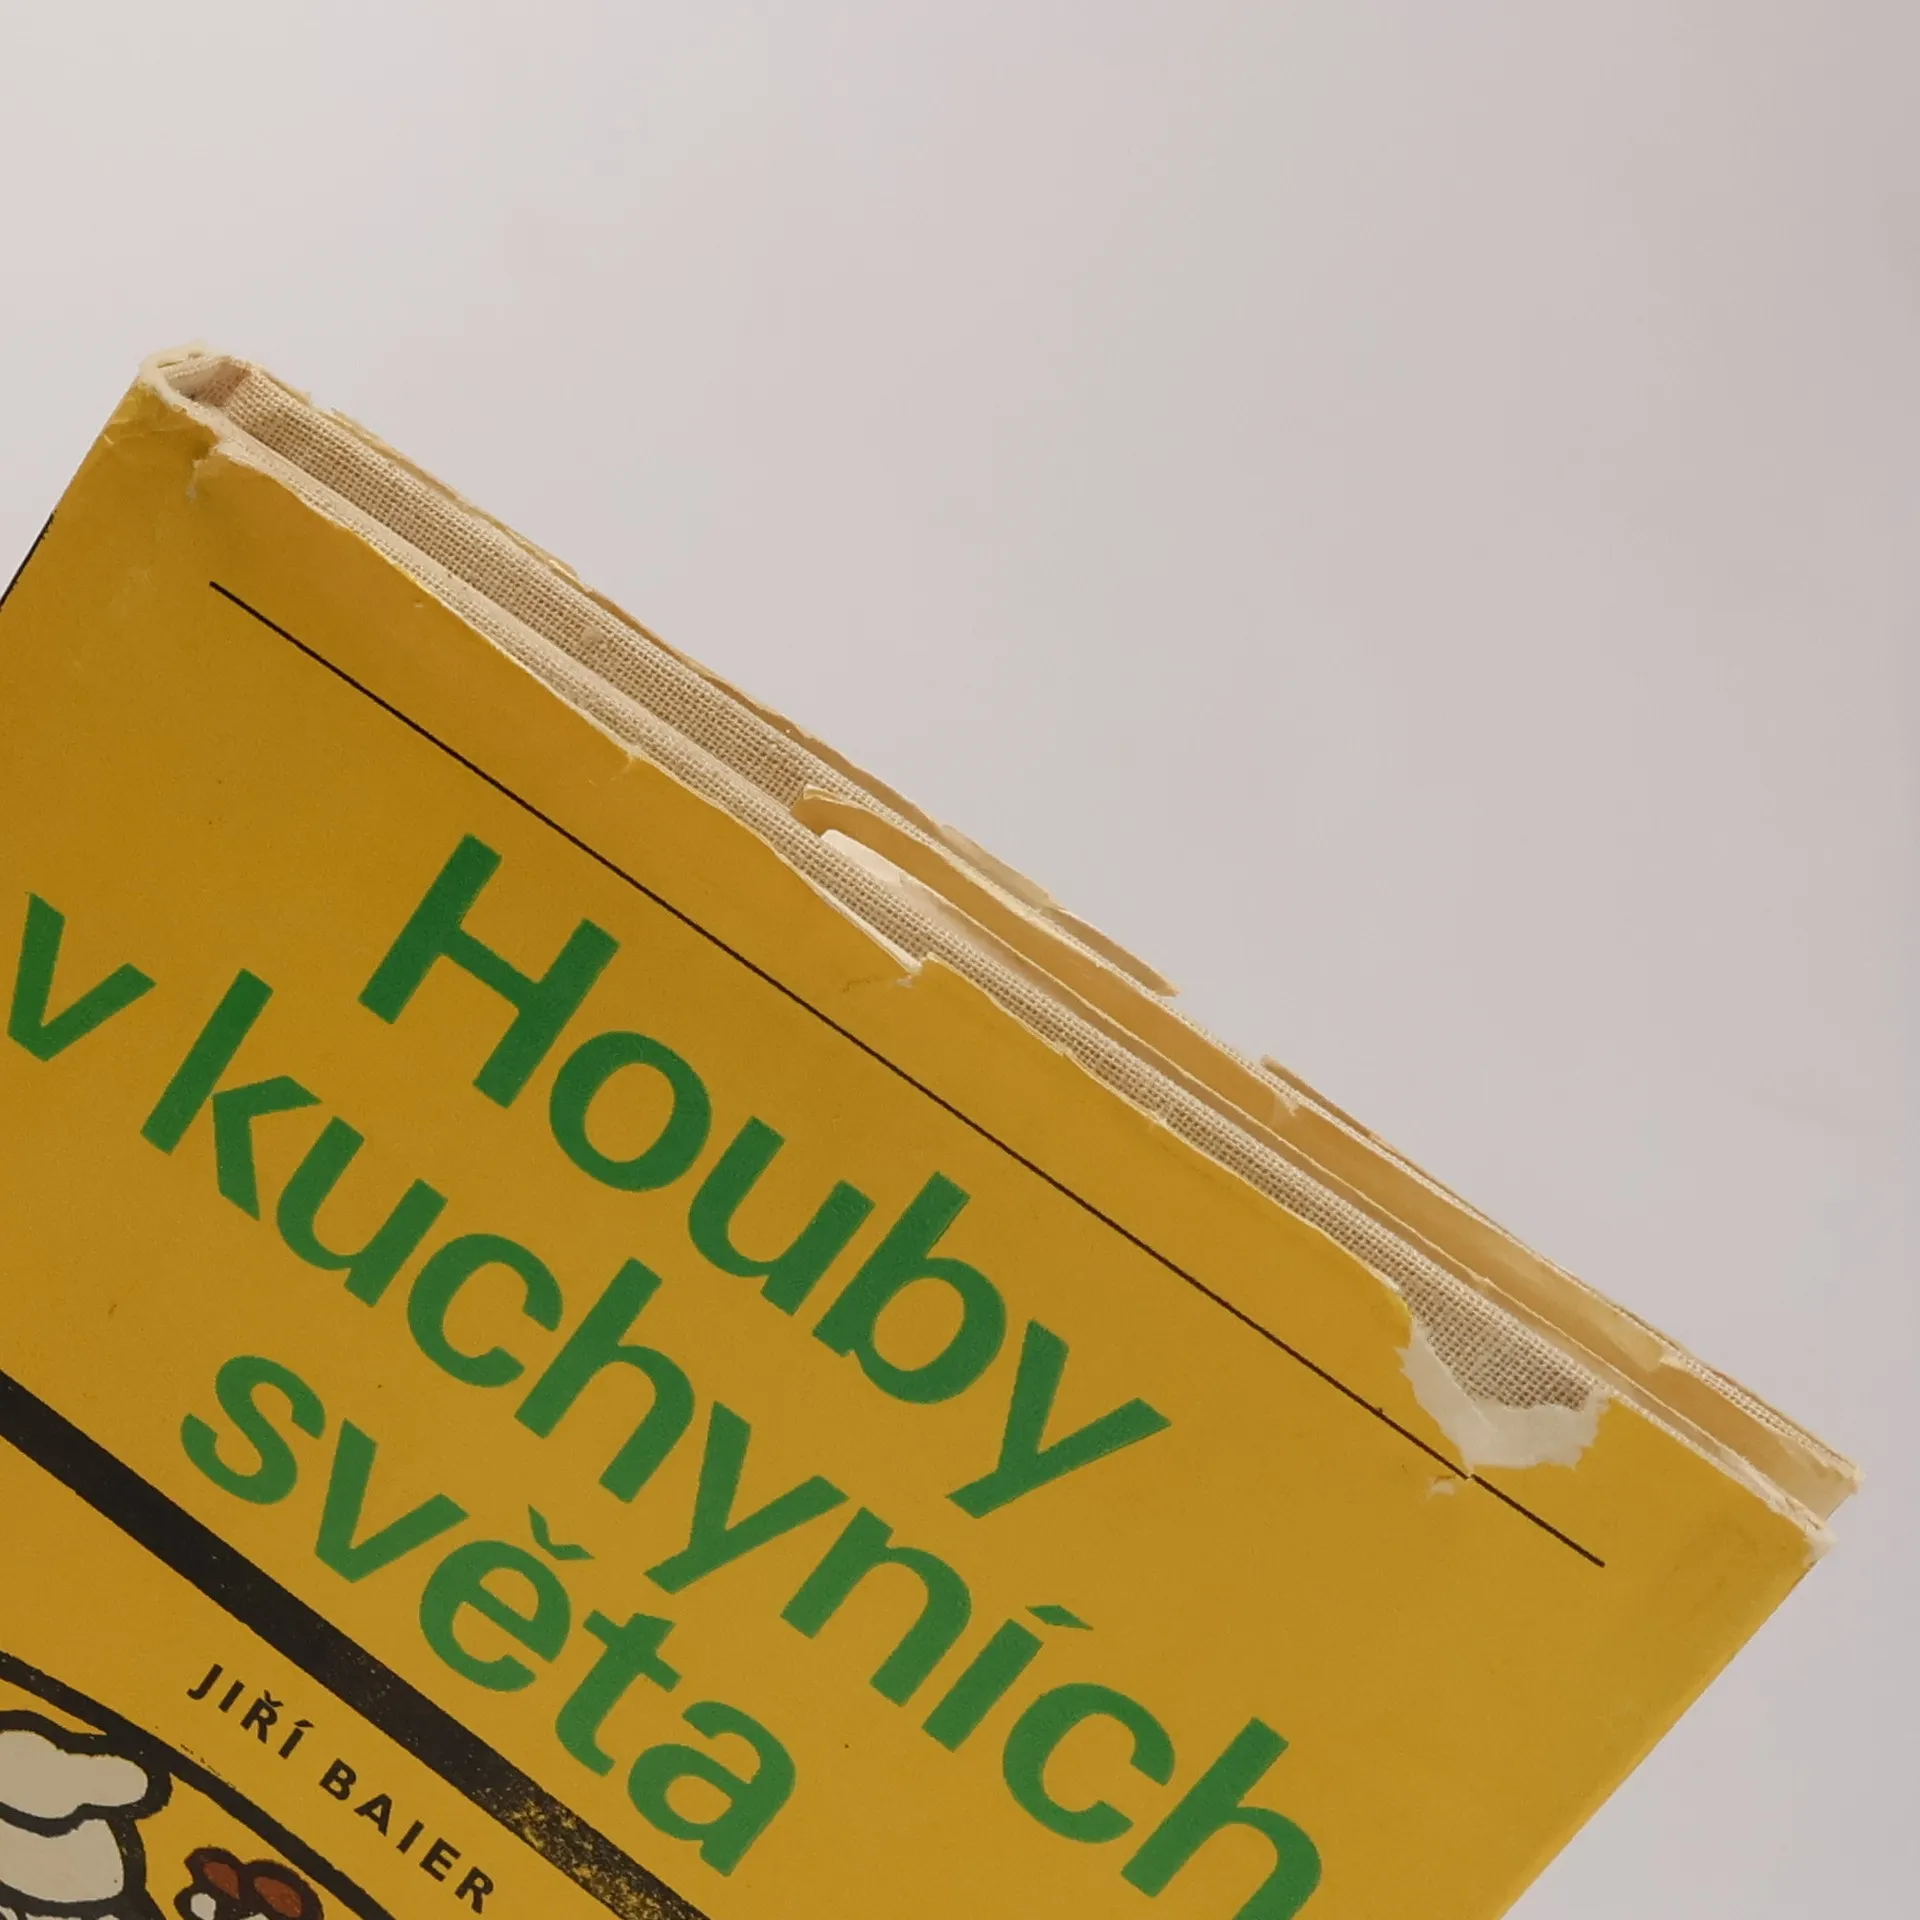 Houby
v kuchyních
světa
JIŘÍ BAIER